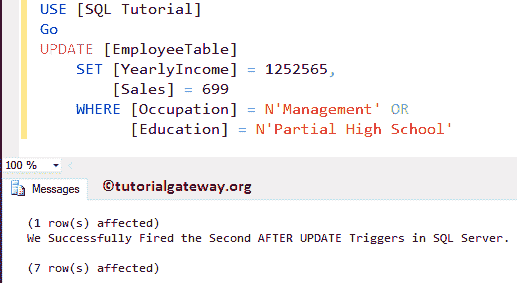 USE [SQL Tutorial]
Go
UPDATE [EmployeeTable]
SET [YearlyIncome] = 1252565,
[Sales] = 699
WHERE [Occupation] = N'Management' OR
[Education] = N'Partial High School'
100 %
Messages ©tutorialgateway.org
(1 row(s) affected)
We Successfully Fired the Second AFTER UPDATE Triggers in SQL Server.
(7 row(s) affected)